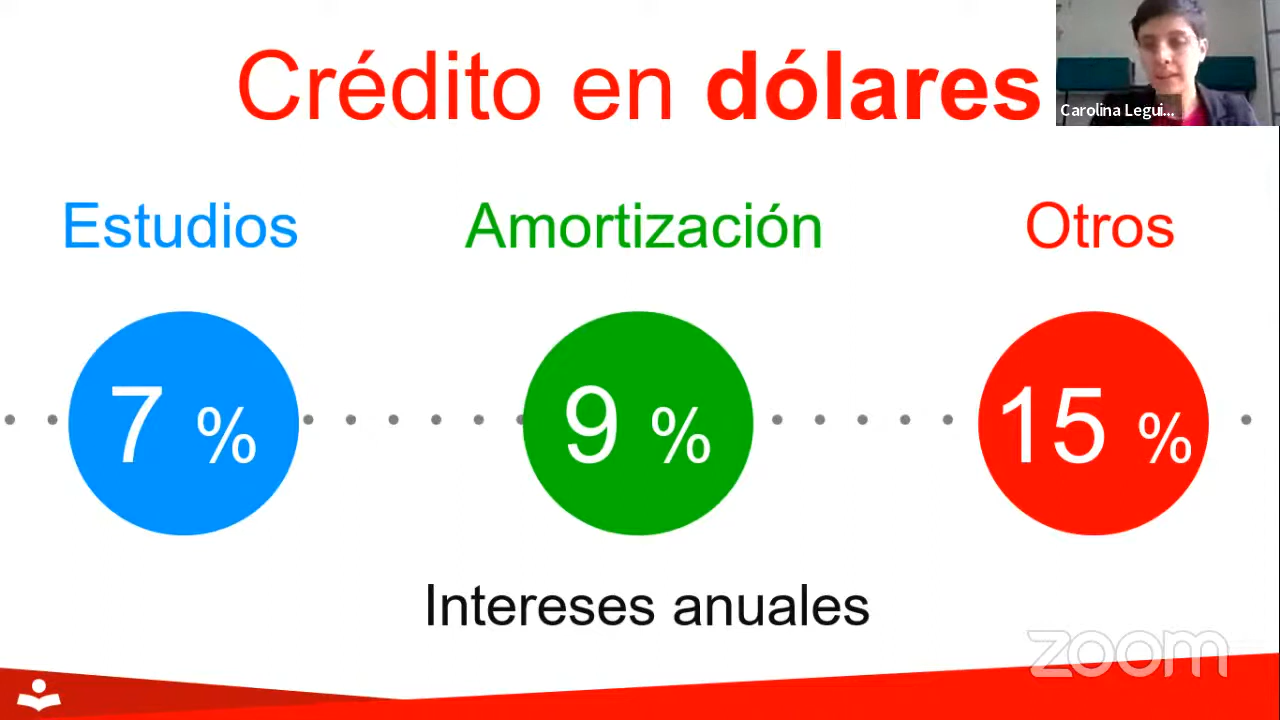 Crédito en dólares
Carolina Legui...
Estudios
Amortización
Otros
7 %
9 %
15 %
Intereses anuales
zoom